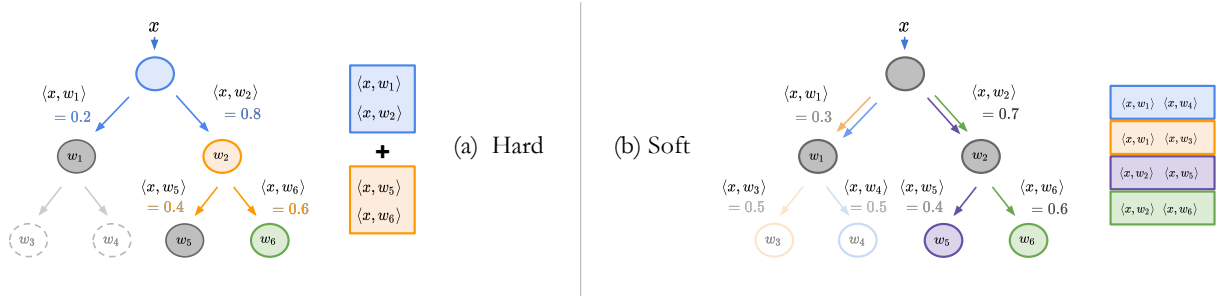 x
⟨x, w₁⟩
= 0.2
⟨x, w₂⟩
= 0.8
w₁
w₂
⟨x, w₅⟩
= 0.4
⟨x, w₆⟩
= 0.6
w₃
w₄
w₅
w₆
⟨x, w₁⟩
⟨x, w₂⟩
+
⟨x, w₅⟩
⟨x, w₆⟩
(a) Hard
(b) Soft
x
⟨x, w₁⟩
= 0.3
⟨x, w₂⟩
= 0.7
w₁
w₂
⟨x, w₃⟩
= 0.5
⟨x, w₄⟩
= 0.5
⟨x, w₅⟩
= 0.4
⟨x, w₆⟩
= 0.6
w₃
w₄
w₅
w₆
⟨x, w₁⟩ ⟨x, w₄⟩
⟨x, w₁⟩ ⟨x, w₃⟩
⟨x, w₂⟩ ⟨x, w₅⟩
⟨x, w₂⟩ ⟨x, w₆⟩